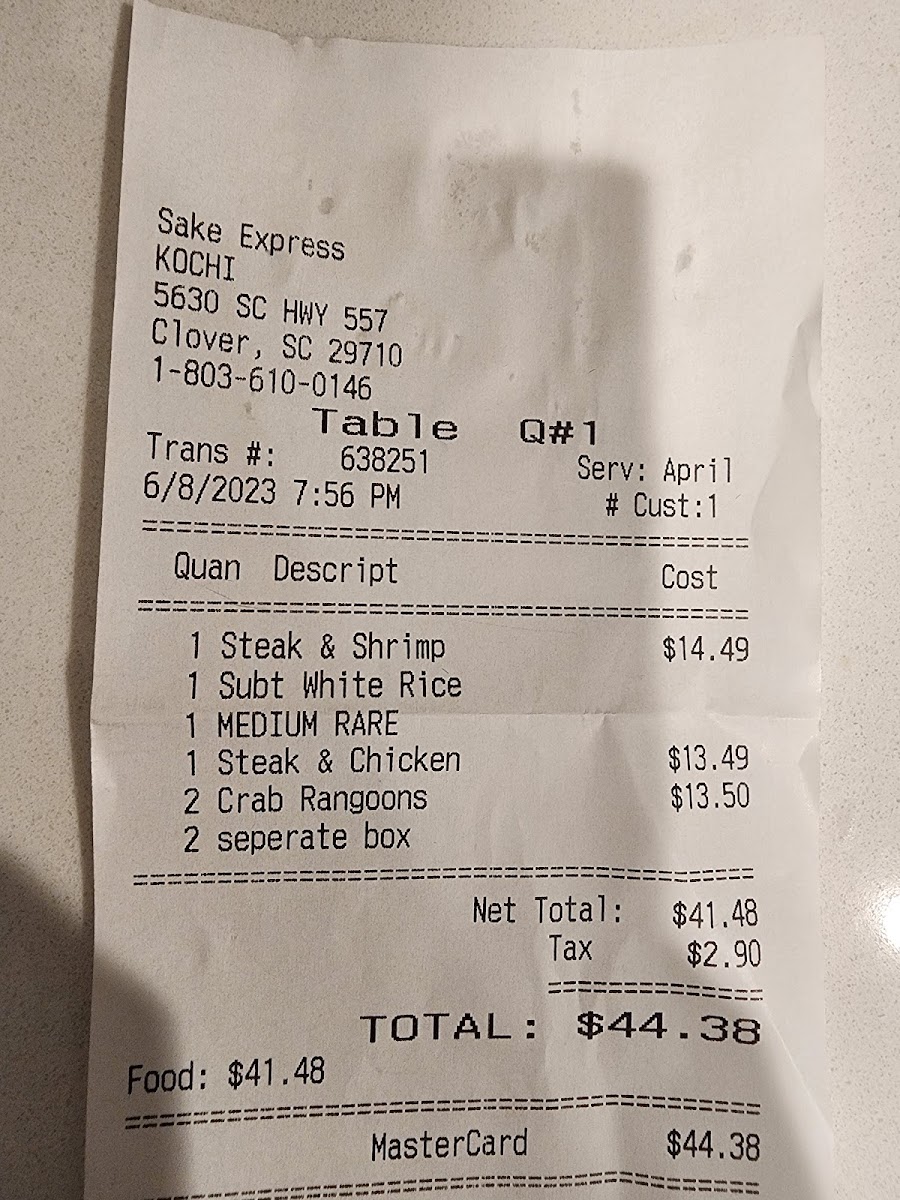 Sake Express
KOCHI
5630 SC HWY 557
Clover, SC 29710
1-803-610-0146
Table Q#1
Trans #: 638251 Serv: April
6/8/2023 7:56 PM # Cust:1
========================================
Quan Descript Cost
========================================
1 Steak & Shrimp $14.49
1 Subt White Rice
1 MEDIUM RARE
1 Steak & Chicken $13.49
2 Crab Rangoons $13.50
2 seperate box
========================================
Net Total: $41.48
Tax $2.90
==============
TOTAL: $44.38
Food: $41.48
========================================
MasterCard $44.38
========================================